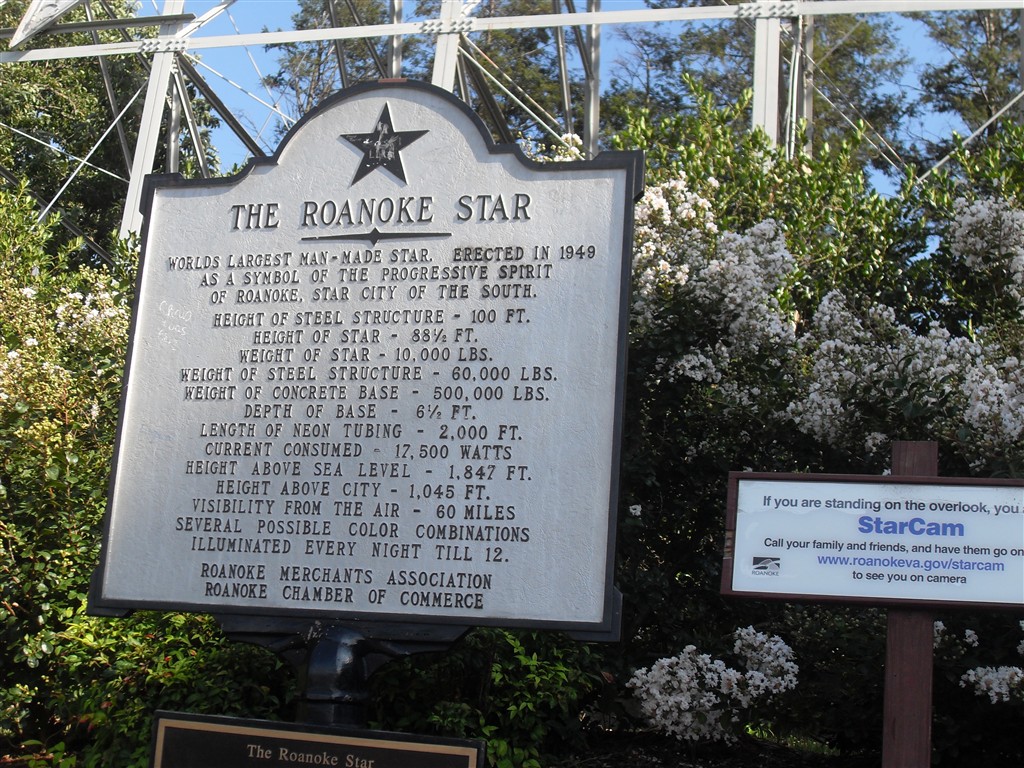 THE ROANOKE STAR
WORLDS LARGEST MAN-MADE STAR. ERECTED IN 1949
AS A SYMBOL OF THE PROGRESSIVE SPIRIT
OF ROANOKE, STAR CITY OF THE SOUTH.
HEIGHT OF STEEL STRUCTURE - 100 FT.
HEIGHT OF STAR - 88½ FT.
WEIGHT OF STAR - 10,000 LBS.
WEIGHT OF STEEL STRUCTURE - 60,000 LBS.
WEIGHT OF CONCRETE BASE - 500,000 LBS.
DEPTH OF BASE - 6½ FT.
LENGTH OF NEON TUBING - 2,000 FT.
CURRENT CONSUMED - 17,500 WATTS
HEIGHT ABOVE SEA LEVEL - 1,847 FT.
HEIGHT ABOVE CITY - 1,045 FT.
VISIBILITY FROM THE AIR - 60 MILES
SEVERAL POSSIBLE COLOR COMBINATIONS
ILLUMINATED EVERY NIGHT TILL 12.
ROANOKE MERCHANTS ASSOCIATION
ROANOKE CHAMBER OF COMMERCE
The Roanoke Star
If you are standing on the overlook, you
StarCam
Call your family and friends, and have them go on
www.roanokeva.gov/starcam
to see you on camera
ROANOKE